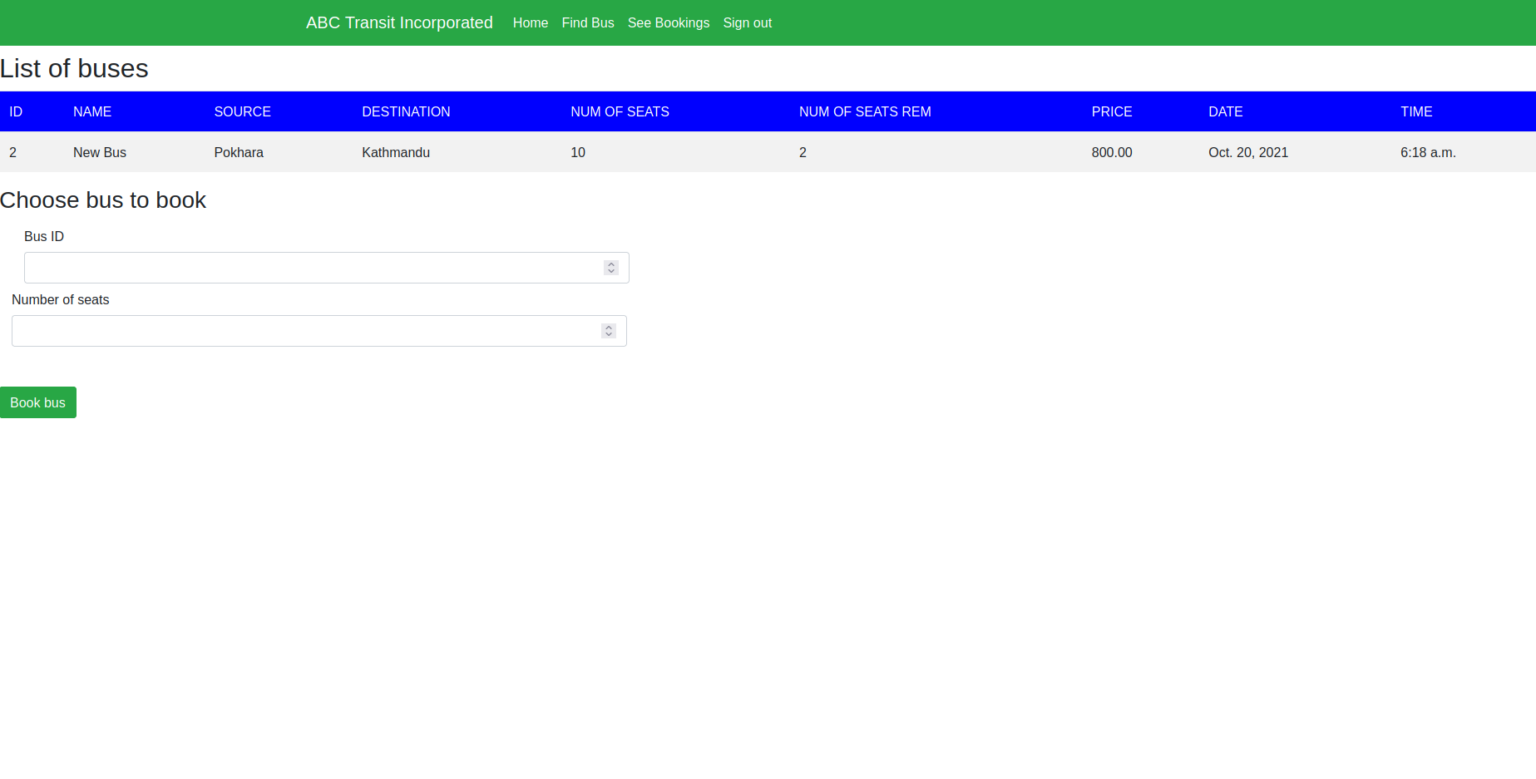 ABC Transit Incorporated Home Find Bus See Bookings Sign out
List of buses
ID NAME SOURCE DESTINATION NUM OF SEATS NUM OF SEATS REM PRICE DATE TIME
2 New Bus Pokhara Kathmandu 10 2 800.00 Oct. 20, 2021 6:18 a.m.
Choose bus to book
Bus ID
Number of seats
Book bus